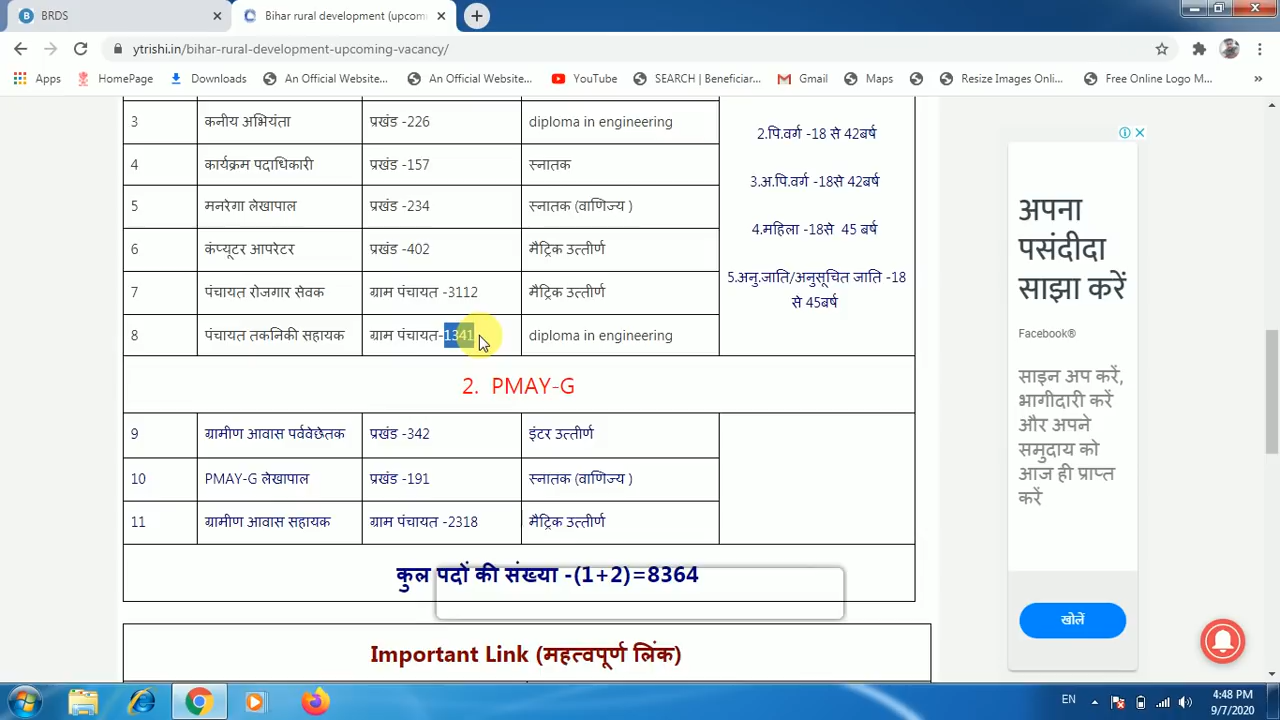 BRDS
Bihar rural development (upcom
ytrishi.in/bihar-rural-development-upcoming-vacancy/
Apps HomePage Downloads An Official Website... An Official Website... YouTube SEARCH | Beneficiar... Gmail Maps Resize Images Onli... Free Online Logo M... »
3 कनीय अभियंता प्रखंड -226 diploma in engineering
2.पि.वर्ग -18 से 42बर्ष
4 कार्यक्रम पदाधिकारी प्रखंड -157 स्नातक
3.अ.पि.वर्ग -18से 42बर्ष
5 मनरेगा लेखापाल प्रखंड -234 स्नातक (वाणिज्य )
4.महिला -18से 45 बर्ष
6 कंप्यूटर आपरेटर प्रखंड -402 मैट्रिक उत्तीर्ण
5.अनु.जाति/अनुसूचित जाति -18
से 45बर्ष
7 पंचायत रोजगार सेवक ग्राम पंचायत -3112 मैट्रिक उत्तीर्ण
8 पंचायत तकनिकी सहायक ग्राम पंचायत-1341 diploma in engineering
2. PMAY-G
9 ग्रामीण आवास पर्ववेछेतक प्रखंड -342 इंटर उत्तीर्ण
10 PMAY-G लेखापाल प्रखंड -191 स्नातक (वाणिज्य )
11 ग्रामीण आवास सहायक ग्राम पंचायत -2318 मैट्रिक उत्तीर्ण
कुल पदों की संख्या -(1+2)=8364
Important Link (महत्वपूर्ण लिंक)
अपना
पसंदीदा
साझा करें
Facebook®
साइन अप करें,
भागीदारी करें
और अपने
समुदाय को
आज ही प्राप्त
करें
खोलें
EN
4:48 PM
9/7/2020